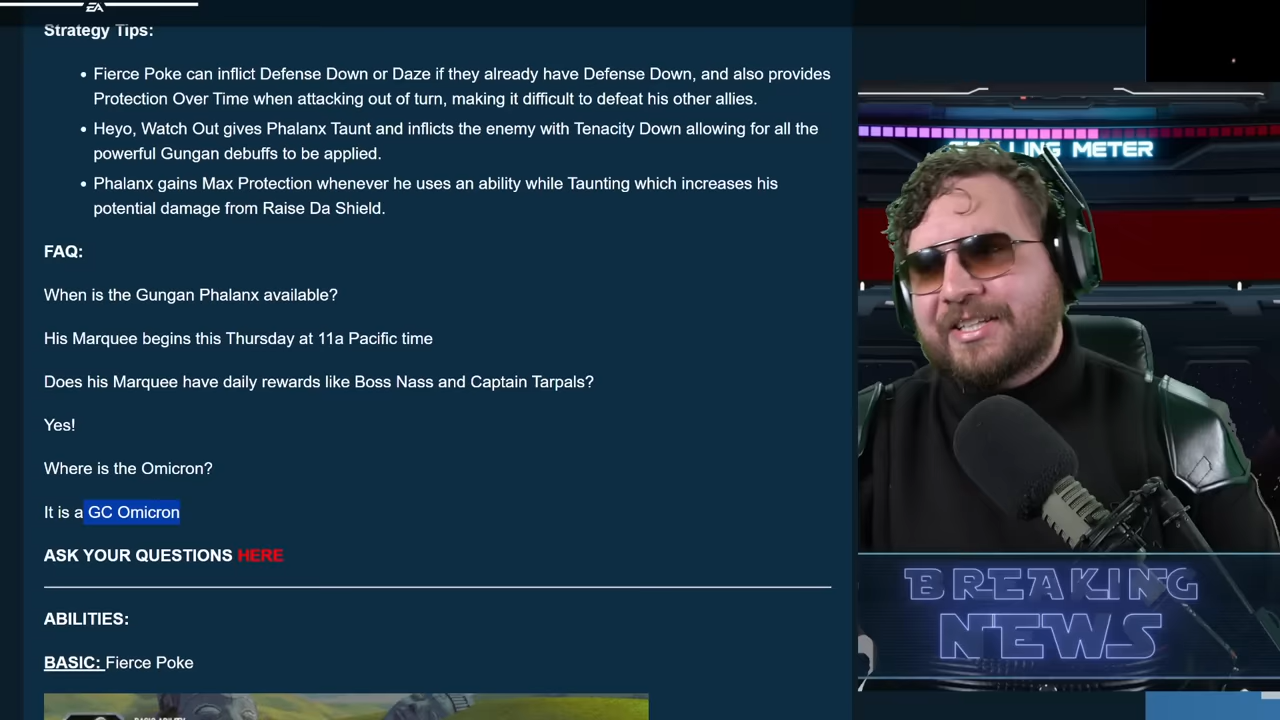 EA
Strategy Tips:
Fierce Poke can inflict Defense Down or Daze if they already have Defense Down, and also provides
Protection Over Time when attacking out of turn, making it difficult to defeat his other allies.
Heyo, Watch Out gives Phalanx Taunt and inflicts the enemy with Tenacity Down allowing for all the
powerful Gungan debuffs to be applied.
Phalanx gains Max Protection whenever he uses an ability while Taunting which increases his
potential damage from Raise Da Shield.
FAQ:
When is the Gungan Phalanx available?
His Marquee begins this Thursday at 11a Pacific time
Does his Marquee have daily rewards like Boss Nass and Captain Tarpals?
Yes!
Where is the Omicron?
It is a GC Omicron
ASK YOUR QUESTIONS HERE
ABILITIES:
BASIC: Fierce Poke
BASIC ABILITY
METER
BREAKING
NEWS